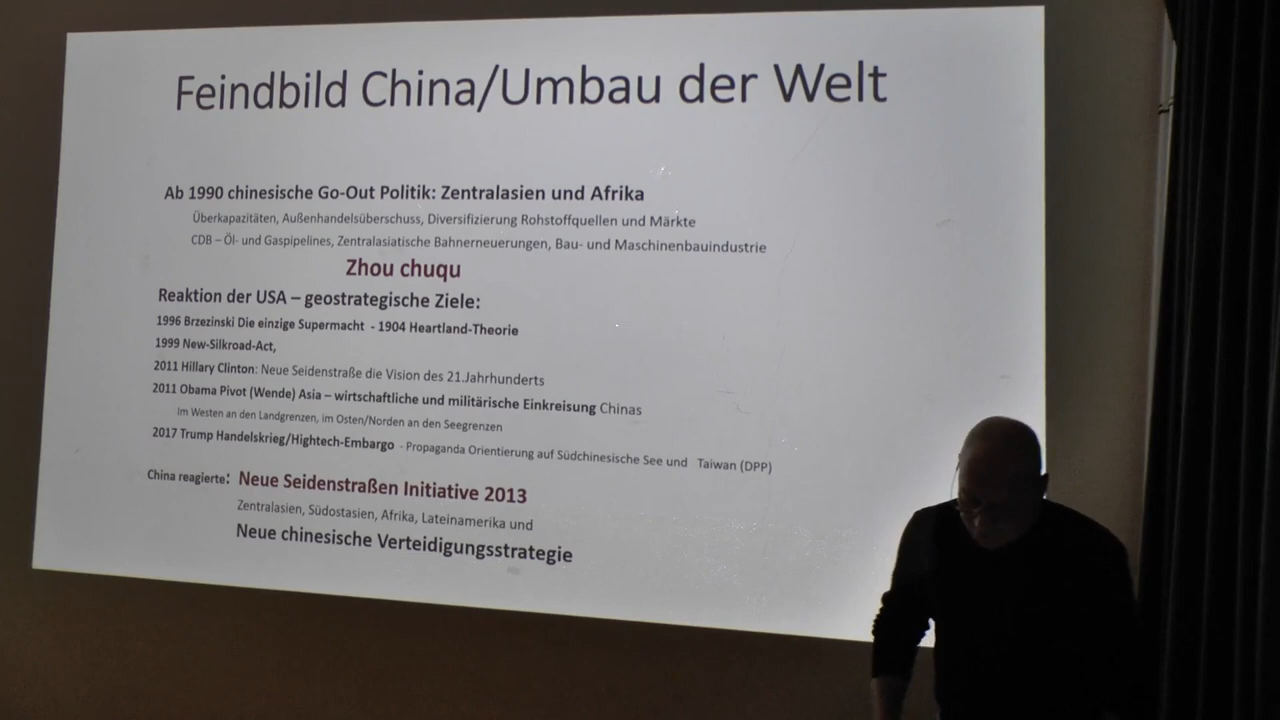 Feindbild China/Umbau der Welt
Ab 1990 chinesische Go-Out Politik: Zentralasien und Afrika
Überkapazitäten, Außenhandelsüberschuss, Diversifizierung Rohstoffquellen und Märkte
CDB – Öl- und Gaspipelines, Zentralasiatische Bahnerneuerungen, Bau- und Maschinenbauindustrie
Zhou chuqu
Reaktion der USA – geostrategische Ziele:
1996 Brzezinski Die einzige Supermacht - 1904 Heartland-Theorie
1999 New-Silkroad-Act,
2011 Hillary Clinton: Neue Seidenstraße die Vision des 21.Jahrhunderts
2011 Obama Pivot (Wende) Asia – wirtschaftliche und militärische Einkreisung Chinas
Im Westen an den Landgrenzen, im Osten/Norden an den Seegrenzen
2017 Trump Handelskrieg/Hightech-Embargo - Propaganda Orientierung auf Südchinesische See und Taiwan (DPP)
China reagierte: Neue Seidenstraßen Initiative 2013
Zentralasien, Südostasien, Afrika, Lateinamerika und
Neue chinesische Verteidigungsstrategie